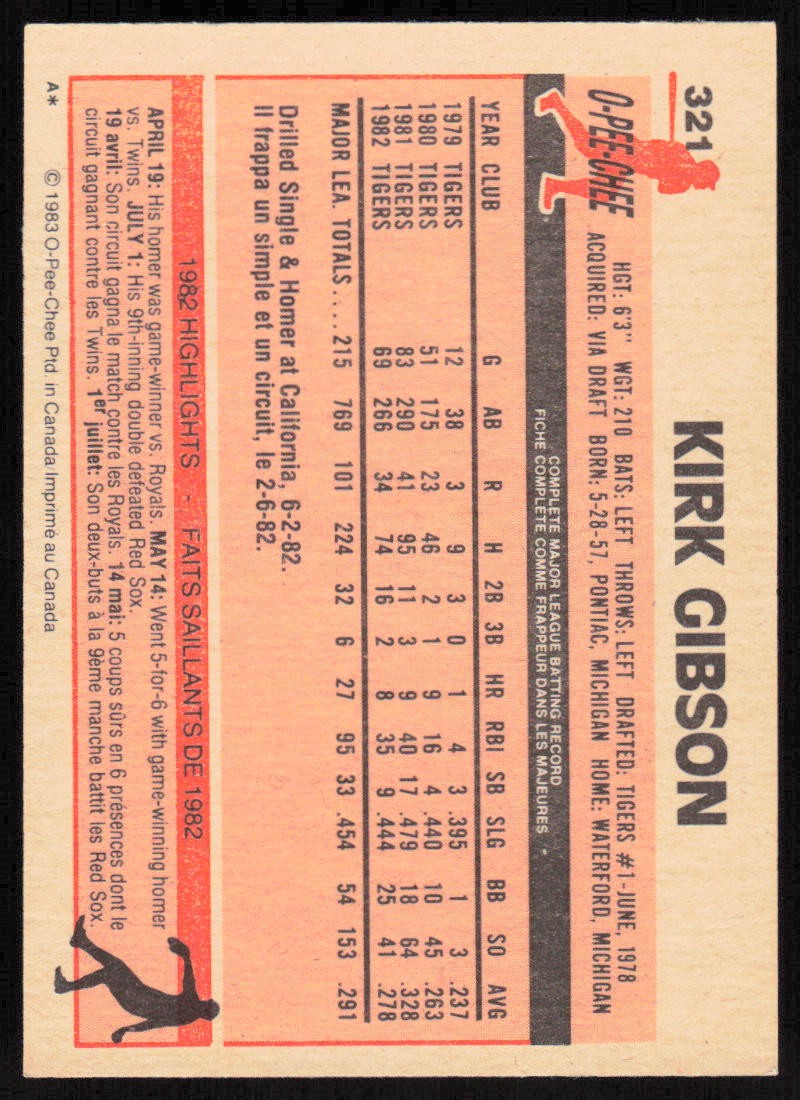 321
KIRK GIBSON
O-PEE-CHEE
HGT: 6'3" WGT: 210 BATS: LEFT THROWS: LEFT DRAFTED: TIGERS #1-JUNE, 1978
ACQUIRED: VIA DRAFT BORN: 5-28-57, PONTIAC, MICHIGAN HOME: WATERFORD, MICHIGAN
COMPLETE MAJOR LEAGUE BATTING RECORD
FICHE COMPLÈTE COMME FRAPPEUR DANS LES MAJEURES
YEAR CLUB G AB R H 2B 3B HR RBI SB SLG BB SO AVG
1979 TIGERS 12 38 3 9 3 0 1 4 3 .395 1 3 .237
1980 TIGERS 51 175 23 46 2 1 9 16 4 .440 10 45 .263
1981 TIGERS 83 290 41 95 11 3 9 40 17 .479 18 64 .328
1982 TIGERS 69 266 34 74 16 2 8 35 9 .444 25 41 .278
MAJOR LEA. TOTALS.... 215 769 101 224 32 6 27 95 33 .454 54 153 .291
Drilled Single & Homer at California, 6-2-82.
Il frappa un simple et un circuit, le 2-6-82.
1982 HIGHLIGHTS - FAITS SAILLANTS DE 1982
APRIL 19: His homer was game-winner vs. Royals. MAY 14: Went 5-for-6 with game-winning homer
vs. Twins. JULY 1: His 9th-inning double defeated Red Sox.
19 avril: Son circuit gagna le match contre les Royals. 14 mai: 5 coups sûrs en 6 présences dont le
circuit gagnant contre les Twins. 1er juillet: Son deux-buts à la 9ème manche battit les Red Sox.
A* © 1983 O-Pee-Chee Ptd. in Canada Imprimé au Canada